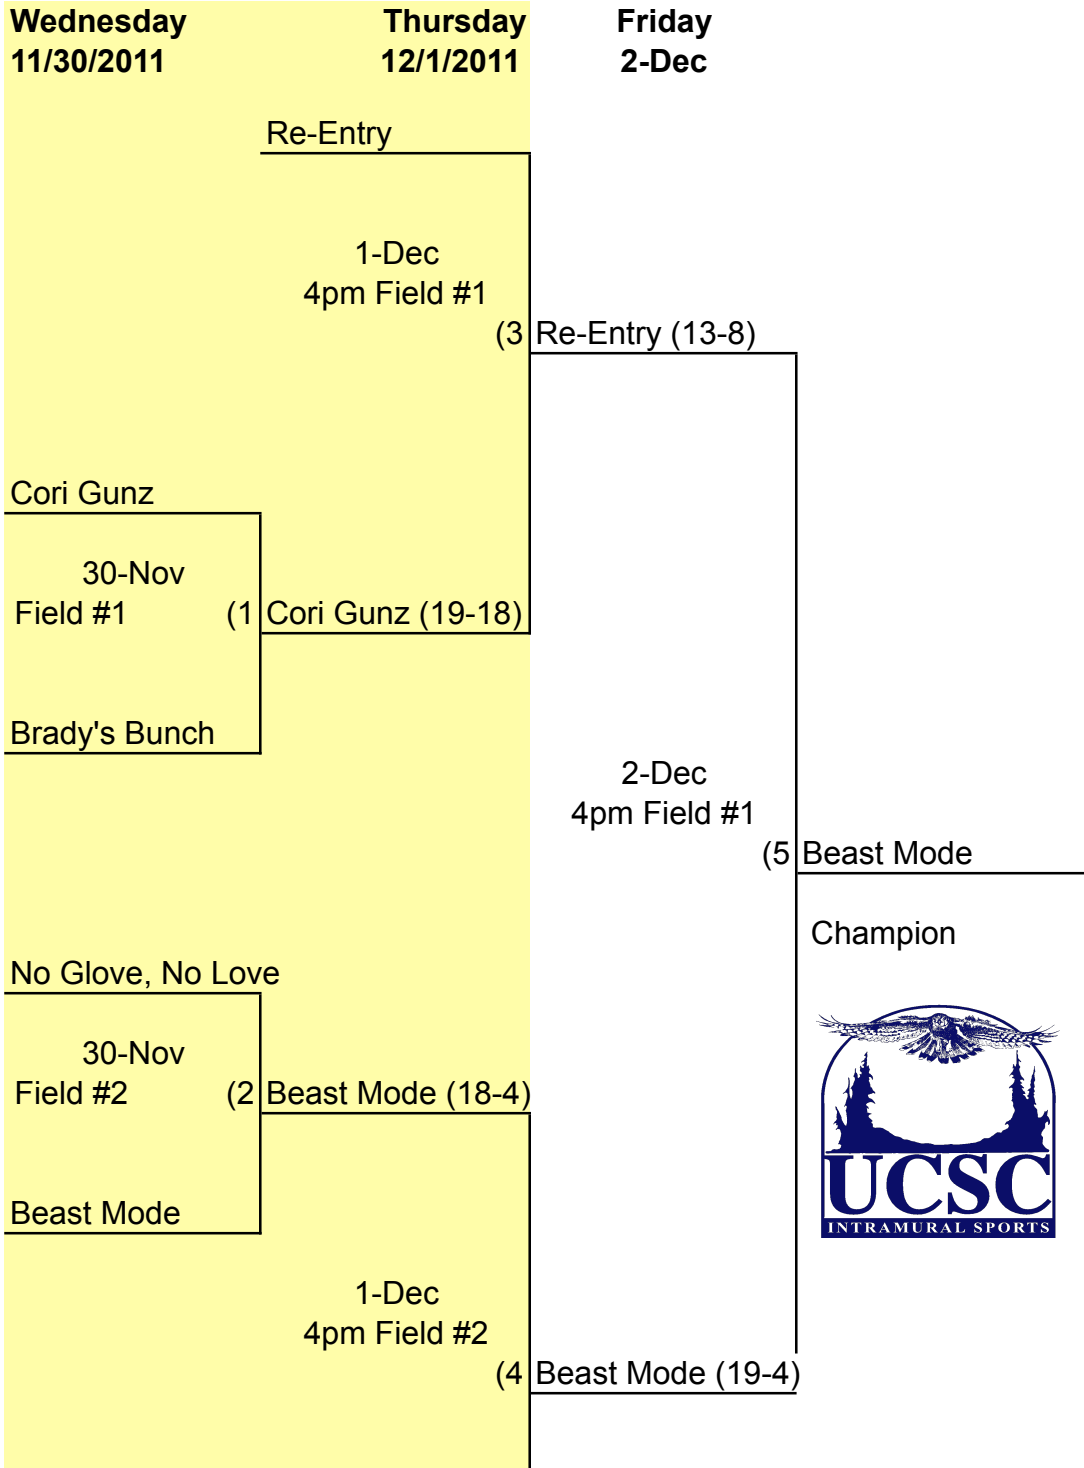 Wednesday Thursday Friday
11/30/2011 12/1/2011 2-Dec
Re-Entry
1-Dec
4pm Field #1
(3 Re-Entry (13-8)
Cori Gunz
30-Nov
Field #1 (1 Cori Gunz (19-18)
Brady's Bunch
2-Dec
4pm Field #1
(5 Beast Mode
Champion
No Glove, No Love
30-Nov
Field #2 (2 Beast Mode (18-4)
UCSC
INTRAMURAL SPORTS
Beast Mode
1-Dec
4pm Field #2
(4 Beast Mode (19-4)